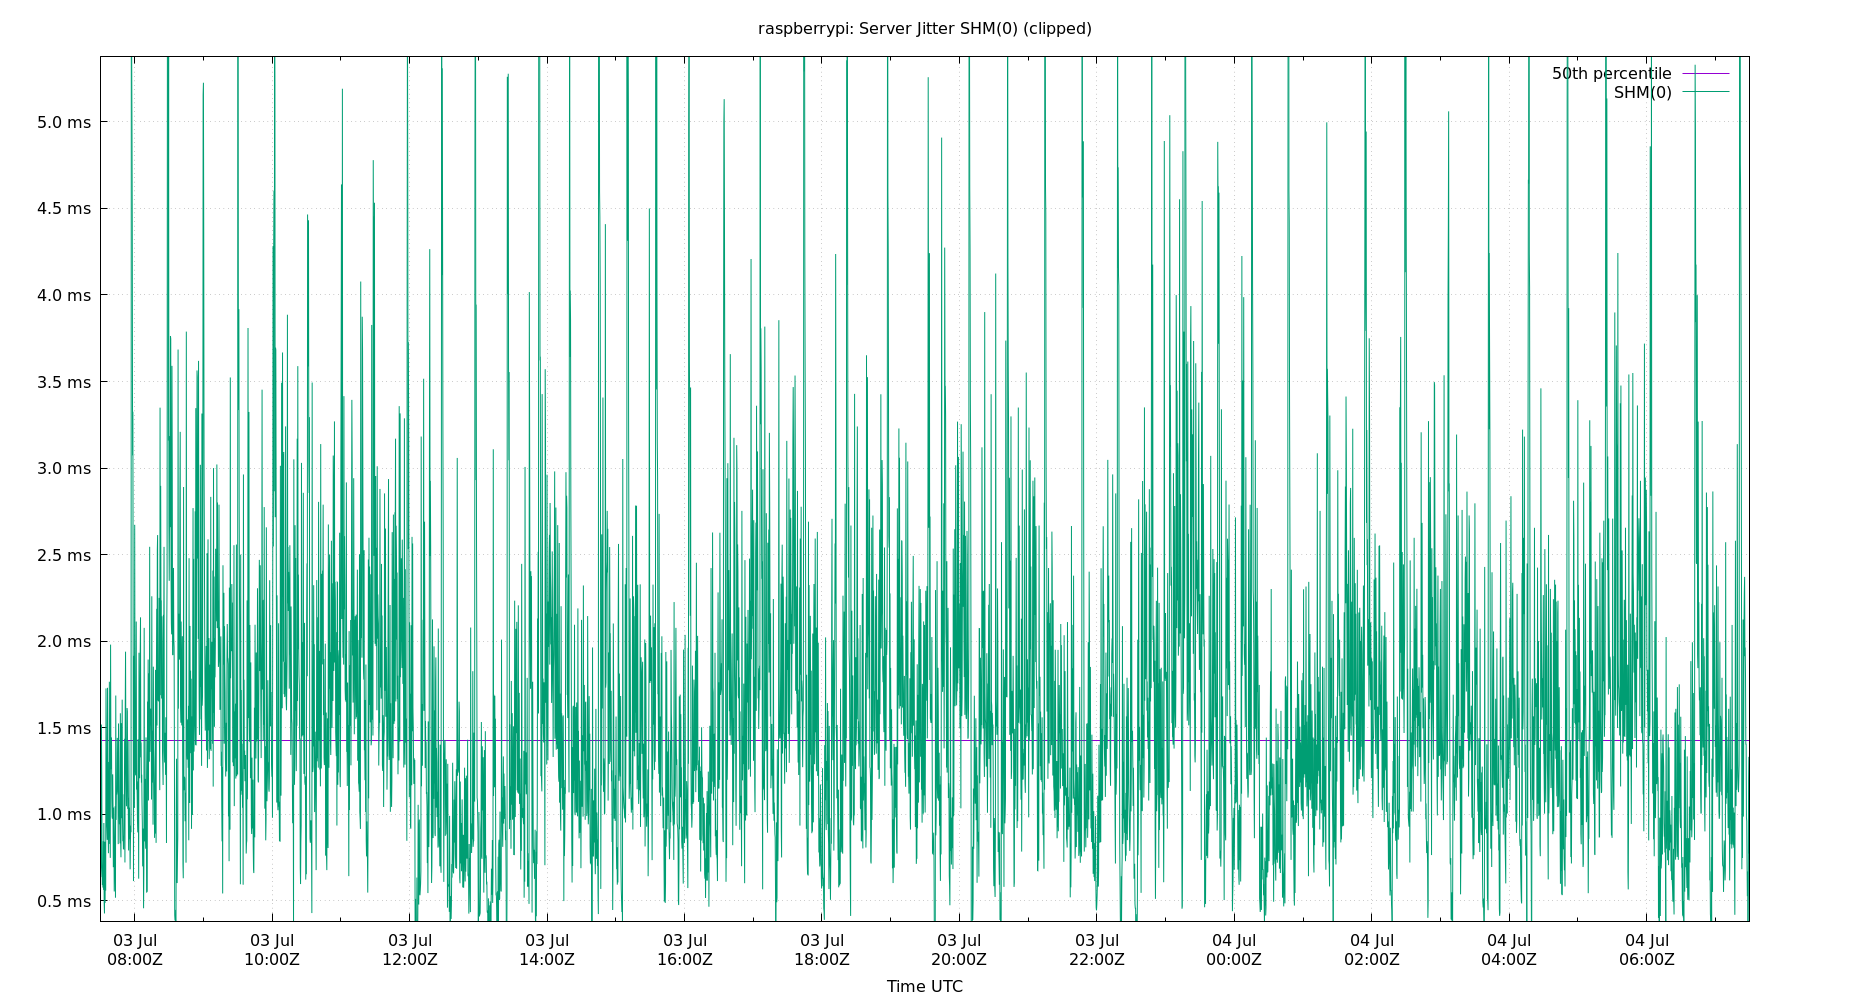 raspberrypi: Server Jitter SHM(0) (clipped)
50th percentile
SHM(0)
5.0 ms
4.5 ms
4.0 ms
3.5 ms
3.0 ms
2.5 ms
2.0 ms
1.5 ms
1.0 ms
0.5 ms
03 Jul 03 Jul 03 Jul 03 Jul 03 Jul 03 Jul 03 Jul 03 Jul 04 Jul 04 Jul 04 Jul 04 Jul
08:00Z 10:00Z 12:00Z 14:00Z 16:00Z 18:00Z 20:00Z 22:00Z 00:00Z 02:00Z 04:00Z 06:00Z
Time UTC